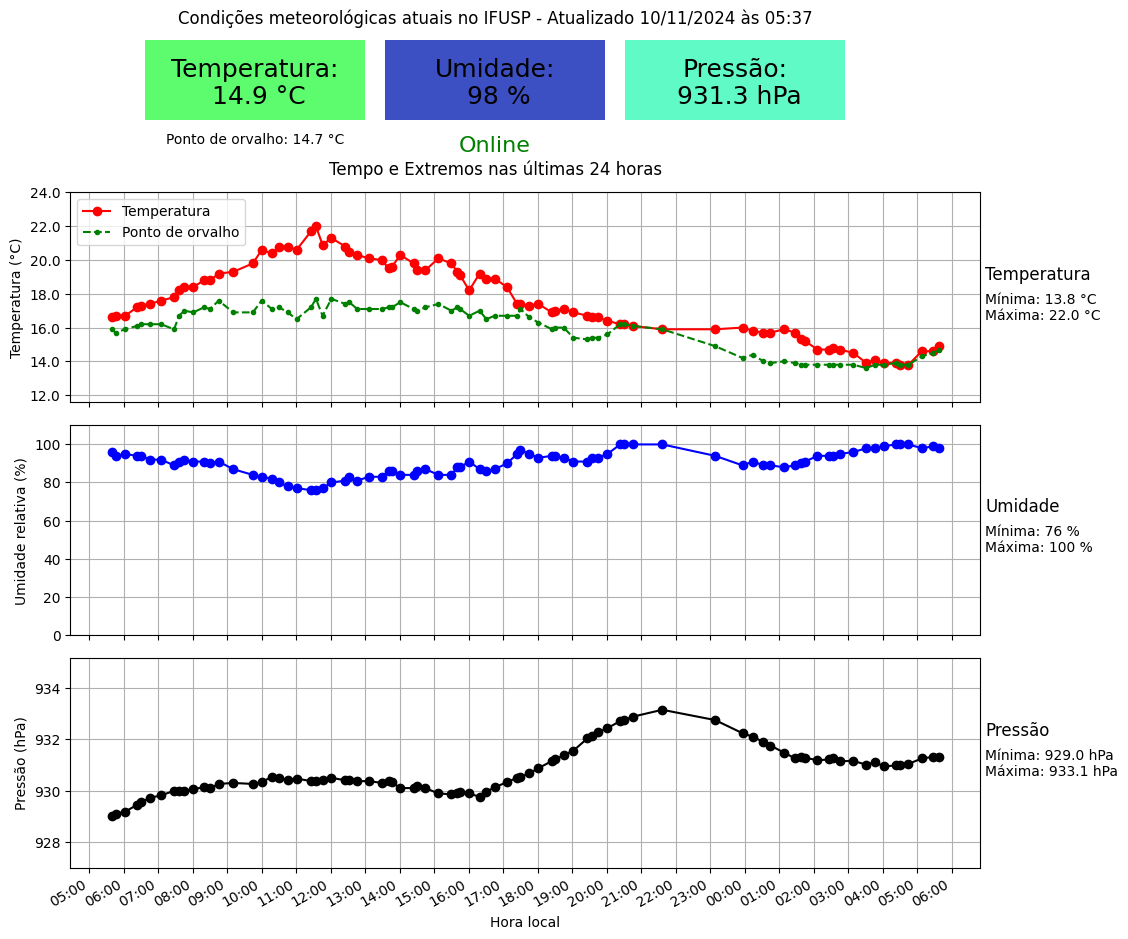 Condições meteorológicas atuais no IFUSP - Atualizado 10/11/2024 às 05:37
Temperatura:
14.9 °C
Umidade:
98 %
Pressão:
931.3 hPa
Ponto de orvalho: 14.7 °C
Online
Tempo e Extremos nas últimas 24 horas
Temperatura (°C)
24.0
22.0
20.0
18.0
16.0
14.0
12.0
Temperatura
Ponto de orvalho
Temperatura
Mínima: 13.8 °C
Máxima: 22.0 °C
Umidade relativa (%)
100
80
60
40
20
0
Umidade
Mínima: 76 %
Máxima: 100 %
Pressão (hPa)
934
932
930
928
Pressão
Mínima: 929.0 hPa
Máxima: 933.1 hPa
05:00 06:00 07:00 08:00 09:00 10:00 11:00 12:00 13:00 14:00 15:00 16:00 17:00 18:00 19:00 20:00 21:00 22:00 23:00 00:00 01:00 02:00 03:00 04:00 05:00 06:00
Hora local